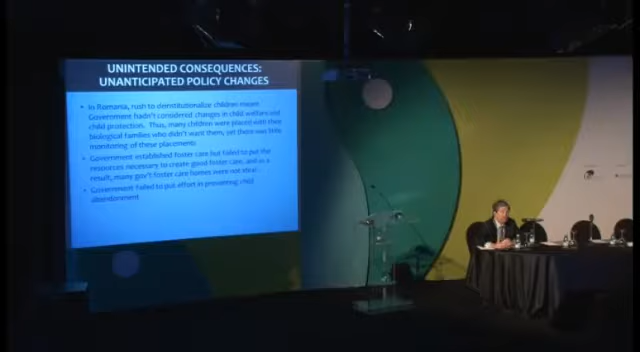 UNINTENDED CONSEQUENCES:
UNANTICIPATED POLICY CHANGES
• In Romania, rush to deinstitutionalize children meant
Government hadn't considered changes in child welfare and
child protection. Thus, many children were placed with their
biological families who didn't want them, yet there was little
monitoring of these placements
• Government established foster care but failed to put the
resources necessary to create good foster care, and as a
result, many gov't foster care homes were not ideal
• Government failed to put effort in preventing child
abandonment